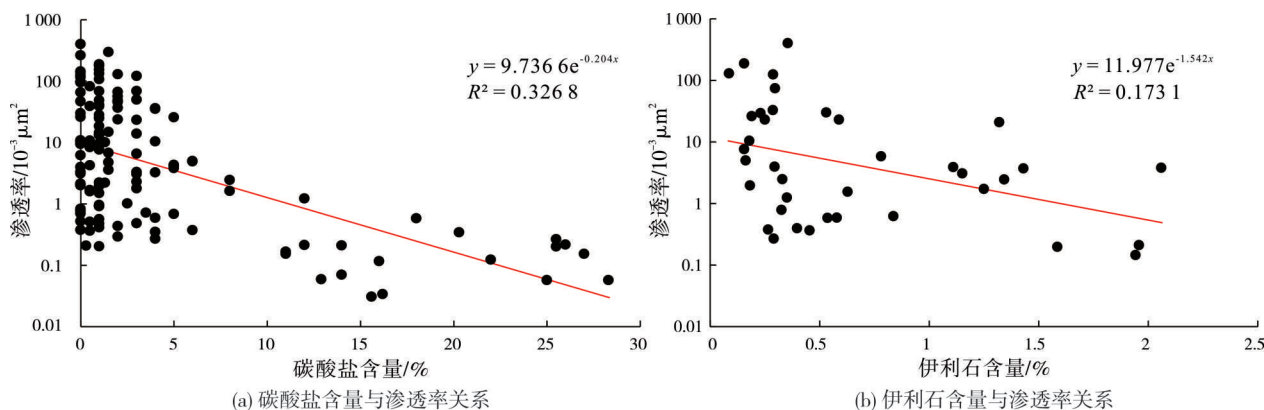 1 000
100
10
1
0.1
0.01
渗透率/10⁻³μm²
y = 9.736 6e⁻⁰·²⁰⁴ˣ
R² = 0.326 8
0
5
10
15
20
25
30
碳酸盐含量/%
(a) 碳酸盐含量与渗透率关系
1 000
100
10
1
0.1
0.01
渗透率/10⁻³μm²
y = 11.977e⁻¹·⁵⁴²ˣ
R² = 0.173 1
0
0.5
1
1.5
2
2.5
伊利石含量/%
(b) 伊利石含量与渗透率关系